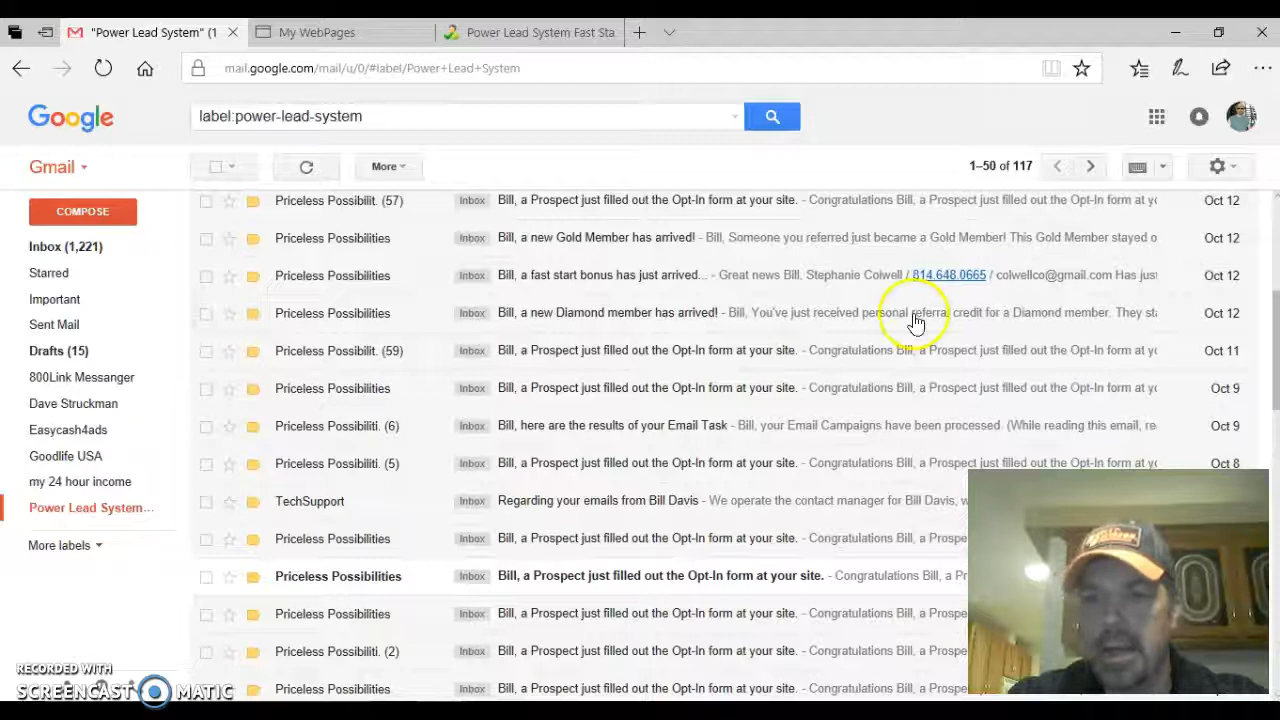 "Power Lead System" (1
My WebPages
Power Lead System Fast Sta
mail.google.com/mail/u/0/#label/Power+Lead+System
Google
label:power-lead-system
Gmail
More
1–50 of 117
COMPOSE
Inbox (1,221)
Starred
Important
Sent Mail
Drafts (15)
800Link Messanger
Dave Struckman
Easycash4ads
Goodlife USA
my 24 hour income
Power Lead System...
More labels
Priceless Possibilit. (57) Inbox Bill, a Prospect just filled out the Opt-In form at your site. - Congratulations Bill, a Prospect just filled out the Opt-In form at yc Oct 12
Priceless Possibilities Inbox Bill, a new Gold Member has arrived! - Bill, Someone you referred just became a Gold Member! This Gold Member stayed o Oct 12
Priceless Possibilities Inbox Bill, a fast start bonus has just arrived... - Great news Bill, Stephanie Colwell / 814.648.0665 / colwellco@gmail.com Has just Oct 12
Priceless Possibilities Inbox Bill, a new Diamond member has arrived! - Bill, You've just received personal referral credit for a Diamond member. They sta Oct 12
Priceless Possibilit. (59) Inbox Bill, a Prospect just filled out the Opt-In form at your site. - Congratulations Bill, a Prospect just filled out the Opt-In form at yc Oct 11
Priceless Possibilities Inbox Bill, a Prospect just filled out the Opt-In form at your site. - Congratulations Bill, a Prospect just filled out the Opt-In form at yc Oct 9
Priceless Possibiliti. (6) Inbox Bill, here are the results of your Email Task - Bill, your Email Campaigns have been processed. (While reading this email, re Oct 9
Priceless Possibiliti. (5) Inbox Bill, a Prospect just filled out the Opt-In form at your site. - Congratulations Bill, a Prospect just filled out the Opt-In form at yc Oct 8
TechSupport Inbox Regarding your emails from Bill Davis - We operate the contact manager for Bill Davis, w
Priceless Possibilities Inbox Bill, a Prospect just filled out the Opt-In form at your site. - Congratulations Bill, a Prospe
Priceless Possibilities Inbox Bill, a Prospect just filled out the Opt-In form at your site. - Congratulations Bill, a P
Priceless Possibilities Inbox Bill, a Prospect just filled out the Opt-In form at your site. - Congratulations Bill, a Prospe
Priceless Possibiliti. (2) Inbox Bill, a Prospect just filled out the Opt-In form at your site. - Congratulations Bill, a Prospe
Priceless Possibilities Inbox Bill, a Prospect just filled out the Opt-In form at your site. - Congratulations Bill, a Prospe
RECORDED WITH
SCREENCAST MATIC